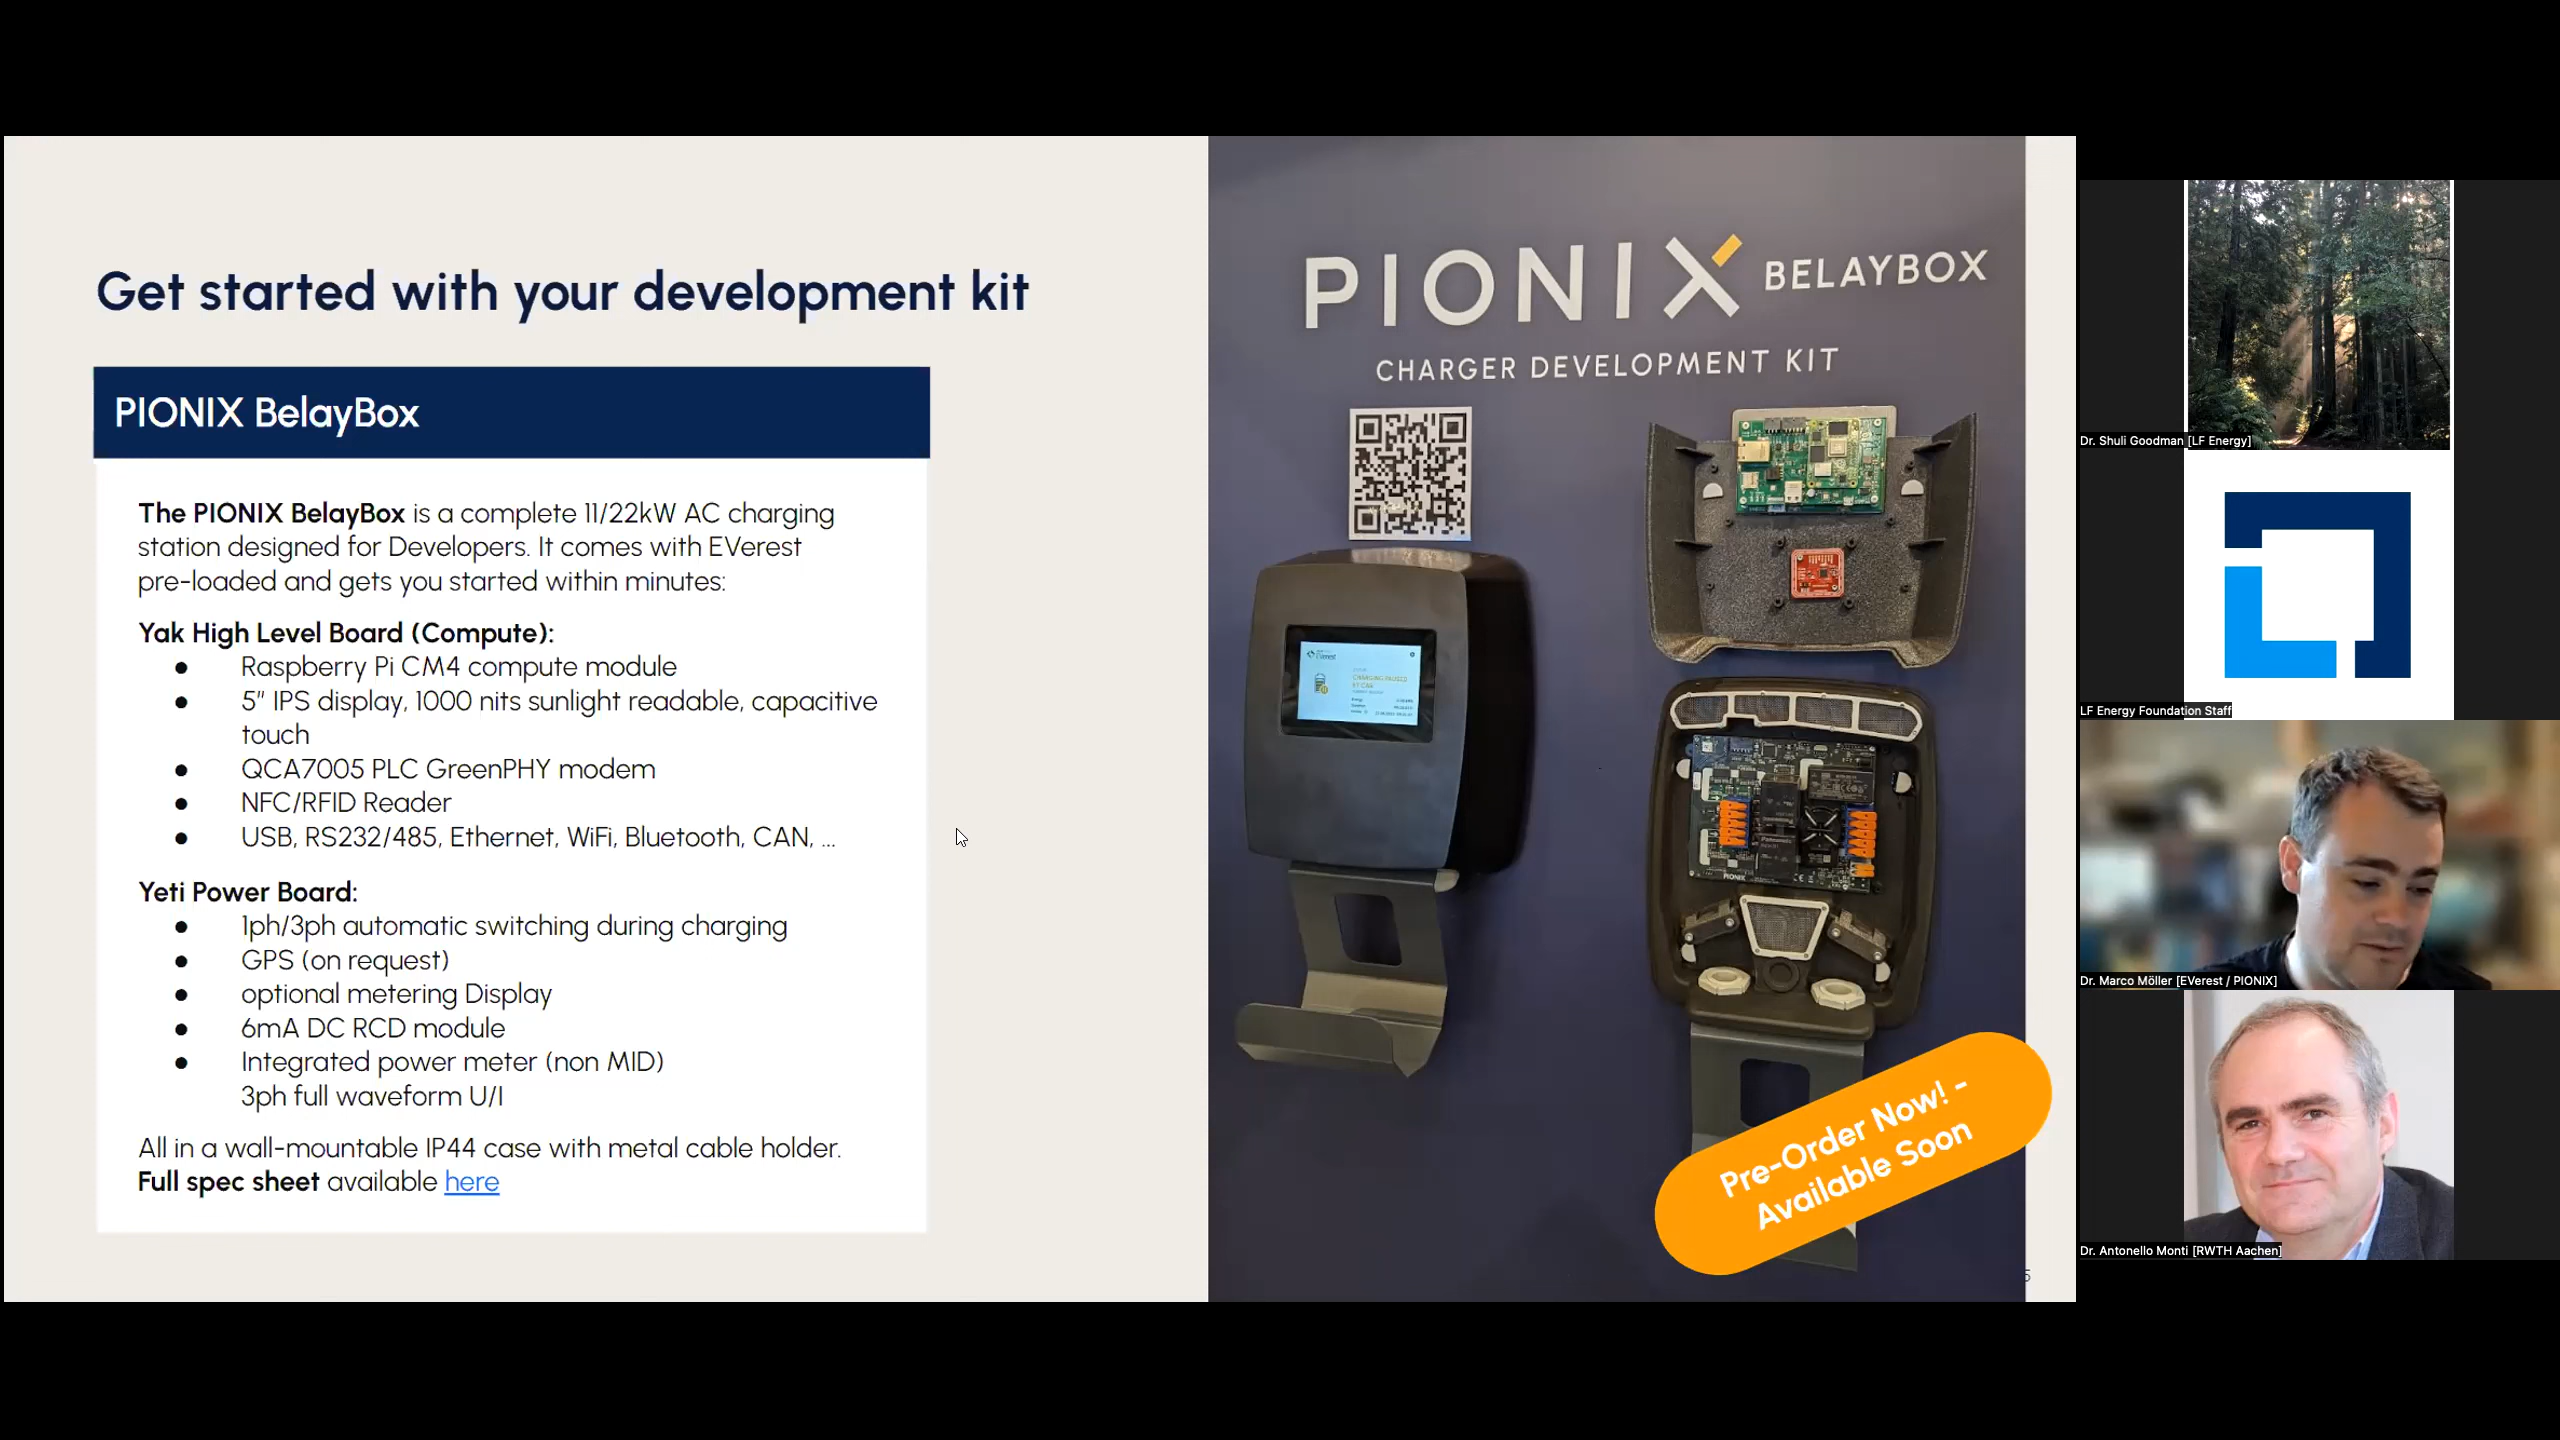 Get started with your development kit
PIONIX BelayBox
The PIONIX BelayBox is a complete 11/22kW AC charging
station designed for Developers. It comes with EVerest
pre-loaded and gets you started within minutes:
Yak High Level Board (Compute):
● Raspberry Pi CM4 compute module
● 5” IPS display, 1000 nits sunlight readable, capacitive
touch
● QCA7005 PLC GreenPHY modem
● NFC/RFID Reader
● USB, RS232/485, Ethernet, WiFi, Bluetooth, CAN, ...
Yeti Power Board:
● 1ph/3ph automatic switching during charging
● GPS (on request)
● optional metering Display
● 6mA DC RCD module
● Integrated power meter (non MID)
3ph full waveform U/I
All in a wall-mountable IP44 case with metal cable holder.
Full spec sheet available here
PIONIX BELAYBOX
CHARGER DEVELOPMENT KIT
EVerest
CHARGING PAUSED
PIONIX
Pre-Order Now! -
Available Soon
5
Dr. Shuli Goodman [LF Energy]
LF Energy Foundation Staff
Dr. Marco Möller [EVerest / PIONIX]
Dr. Antonello Monti [RWTH Aachen]